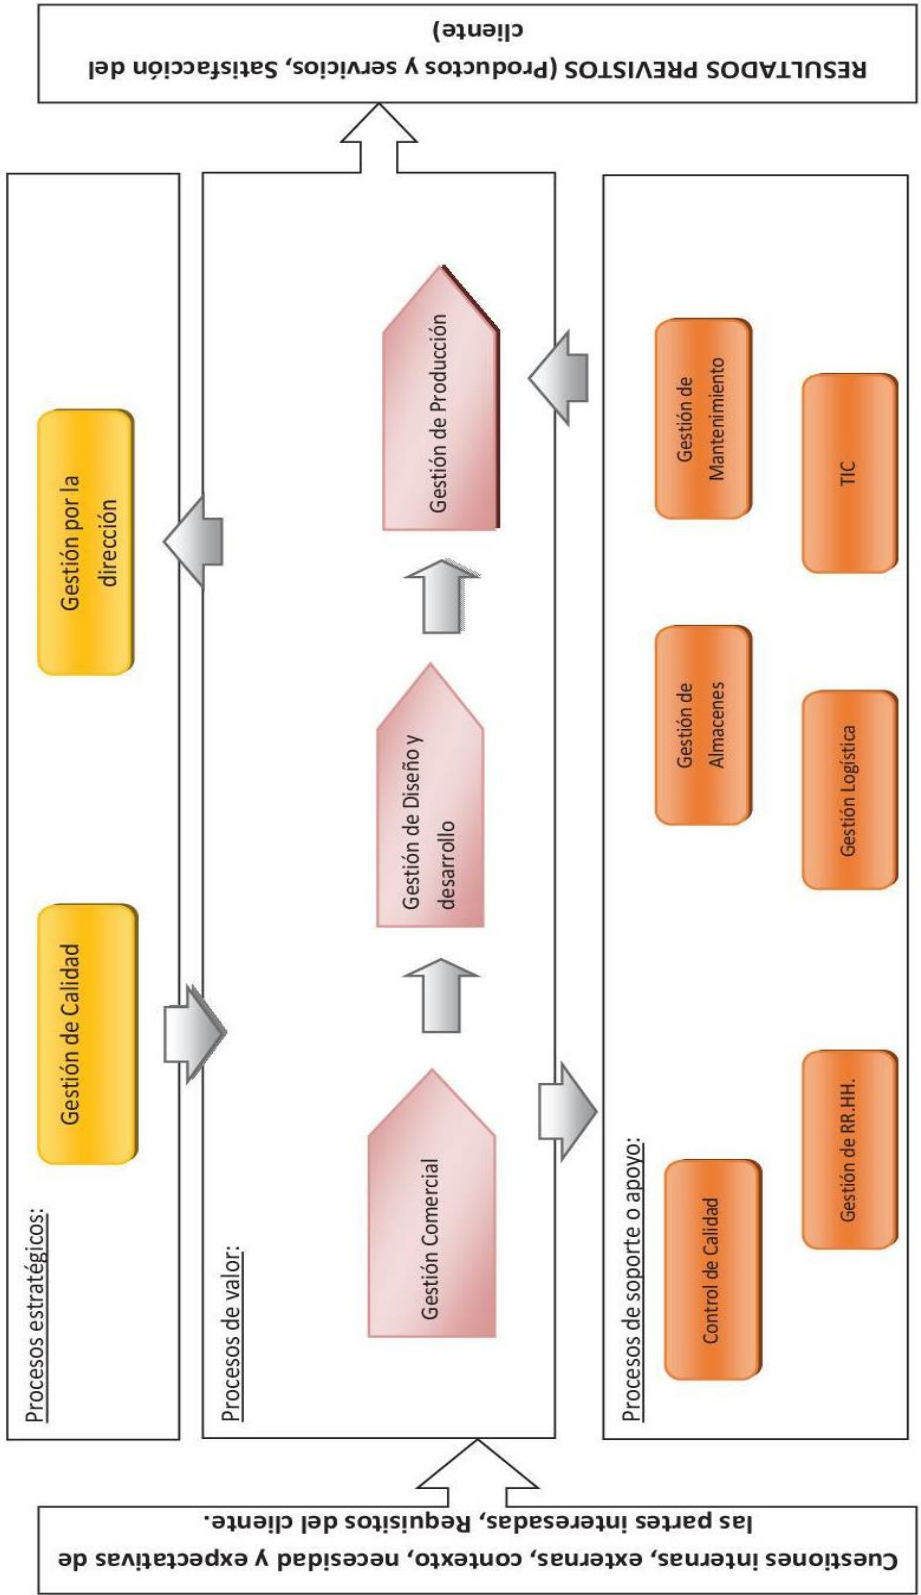 Cuestiones internas, externas, contexto, necesidad y expectativas de
las partes interesadas, Requisitos del cliente.
Procesos estratégicos:
Gestión de Calidad
Gestión por la
dirección
Procesos de valor:
Gestión Comercial
Gestión de Diseño y
desarrollo
Gestión de Producción
Procesos de soporte o apoyo:
Control de Calidad
Gestión de
Almacenes
Gestión de
Mantenimiento
Gestión de RR.HH.
Gestión Logística
TIC
RESULTADOS PREVISTOS (Productos y servicios, Satisfacción del
cliente)